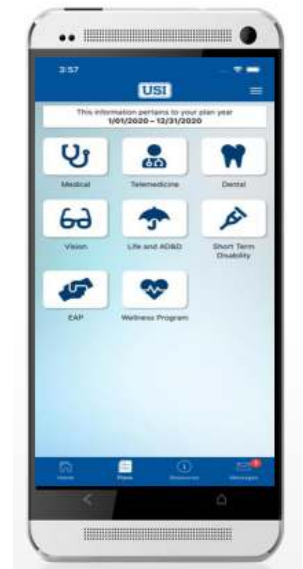 3:57
USI
This information pertains to your plan year
1/01/2020 – 12/31/2020
Medical
Telemedicine
Dental
Vision
Life and AD&D
Short Term
Disability
EAP
Wellness Program
Home
Plans
Resources
Messages